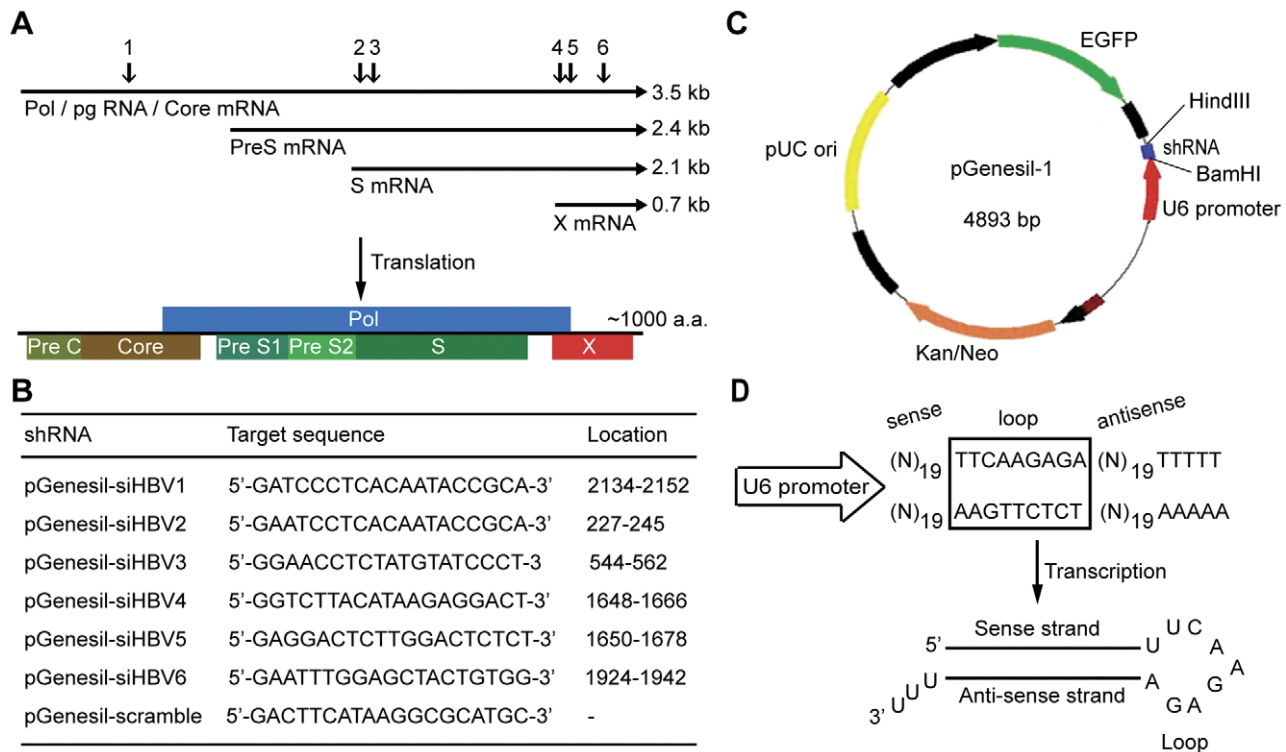 A
1 2 3 4 5 6
Pol / pg RNA / Core mRNA
3.5 kb
PreS mRNA
2.4 kb
S mRNA
2.1 kb
X mRNA
0.7 kb
Translation
Pol
~1000 a.a.
Pre C Core Pre S1 Pre S2 S X
B
shRNA Target sequence Location
pGenesil-siHBV1 5'-GATCCCTCACAATACCGCA-3' 2134-2152
pGenesil-siHBV2 5'-GAATCCTCACAATACCGCA-3' 227-245
pGenesil-siHBV3 5'-GGAACCTCTATGTATCCCT-3 544-562
pGenesil-siHBV4 5'-GGTCTTACATAAGAGGACT-3' 1648-1666
pGenesil-siHBV5 5'-GAGGACTCTTGGACTCTCT-3' 1650-1678
pGenesil-siHBV6 5'-GAATTTGGAGCTACTGTGG-3' 1924-1942
pGenesil-scramble 5'-GACTTCATAAGGCGCATGC-3' -
C
EGFP
HindIII
shRNA
BamHI
U6 promoter
pUC ori
pGenesil-1
4893 bp
Kan/Neo
D
sense loop antisense
(N)19 TTCAAGAGA (N)19 TTTTT
U6 promoter
(N)19 AAGTTCTCT (N)19 AAAAA
Transcription
5' Sense strand U U C A A G A G A
3' U U U Anti-sense strand
Loop